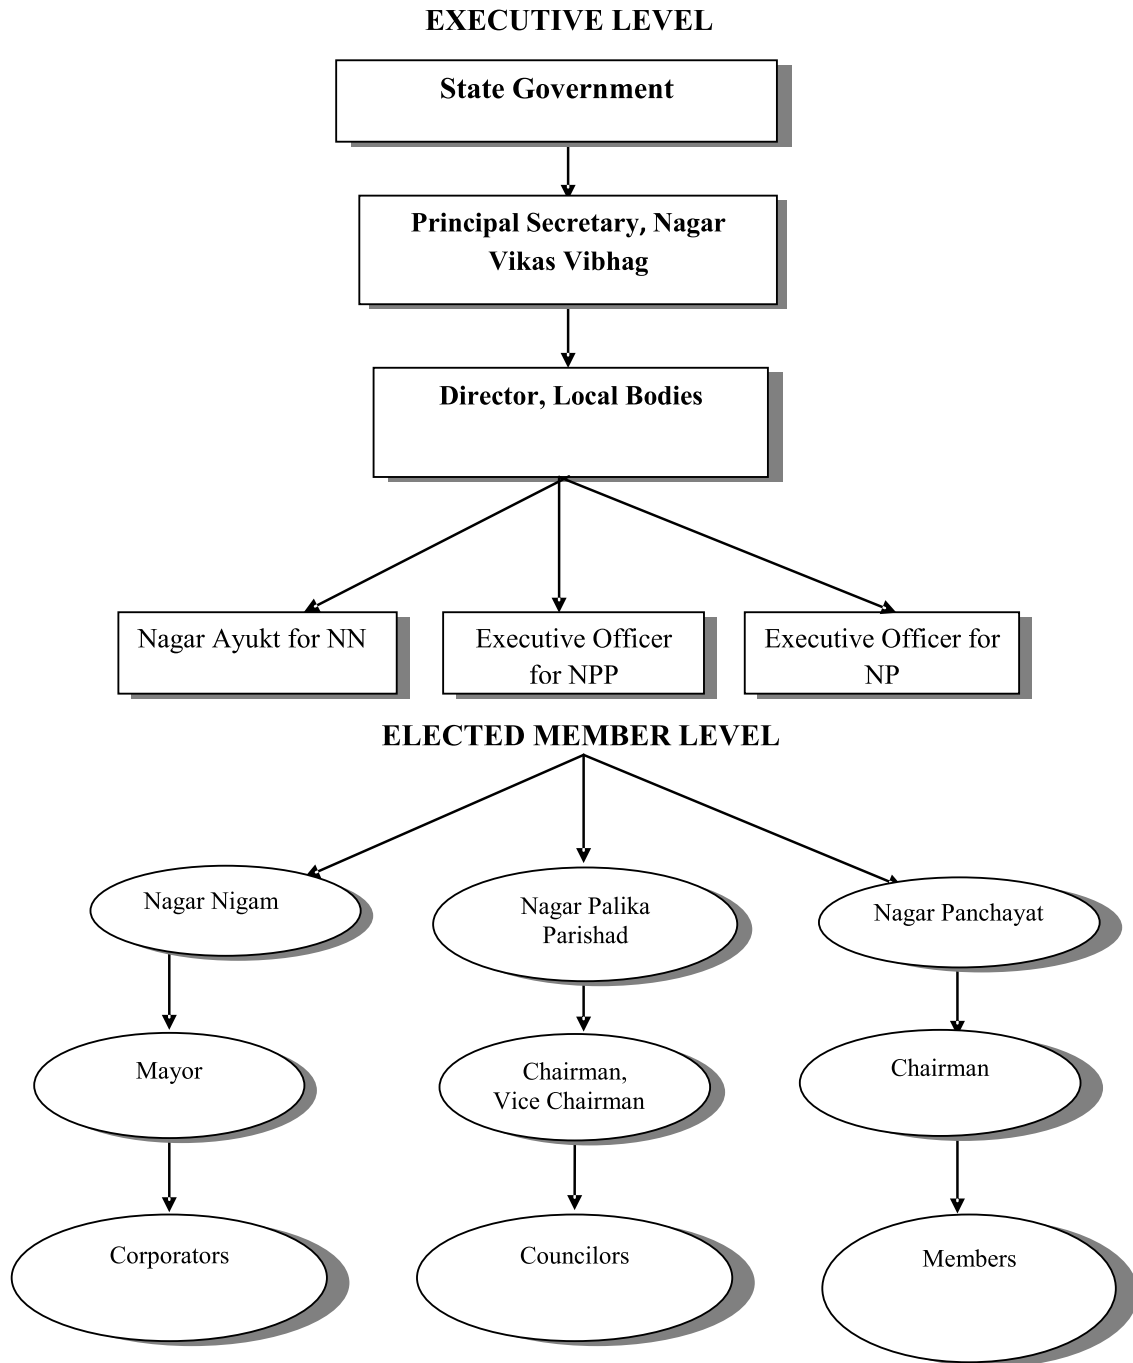 EXECUTIVE LEVEL
State Government
Principal Secretary, Nagar
Vikas Vibhag
Director, Local Bodies
Nagar Ayukt for NN
Executive Officer
for NPP
Executive Officer for
NP
ELECTED MEMBER LEVEL
Nagar Nigam
Nagar Palika
Parishad
Nagar Panchayat
Mayor
Chairman,
Vice Chairman
Chairman
Corporators
Councilors
Members